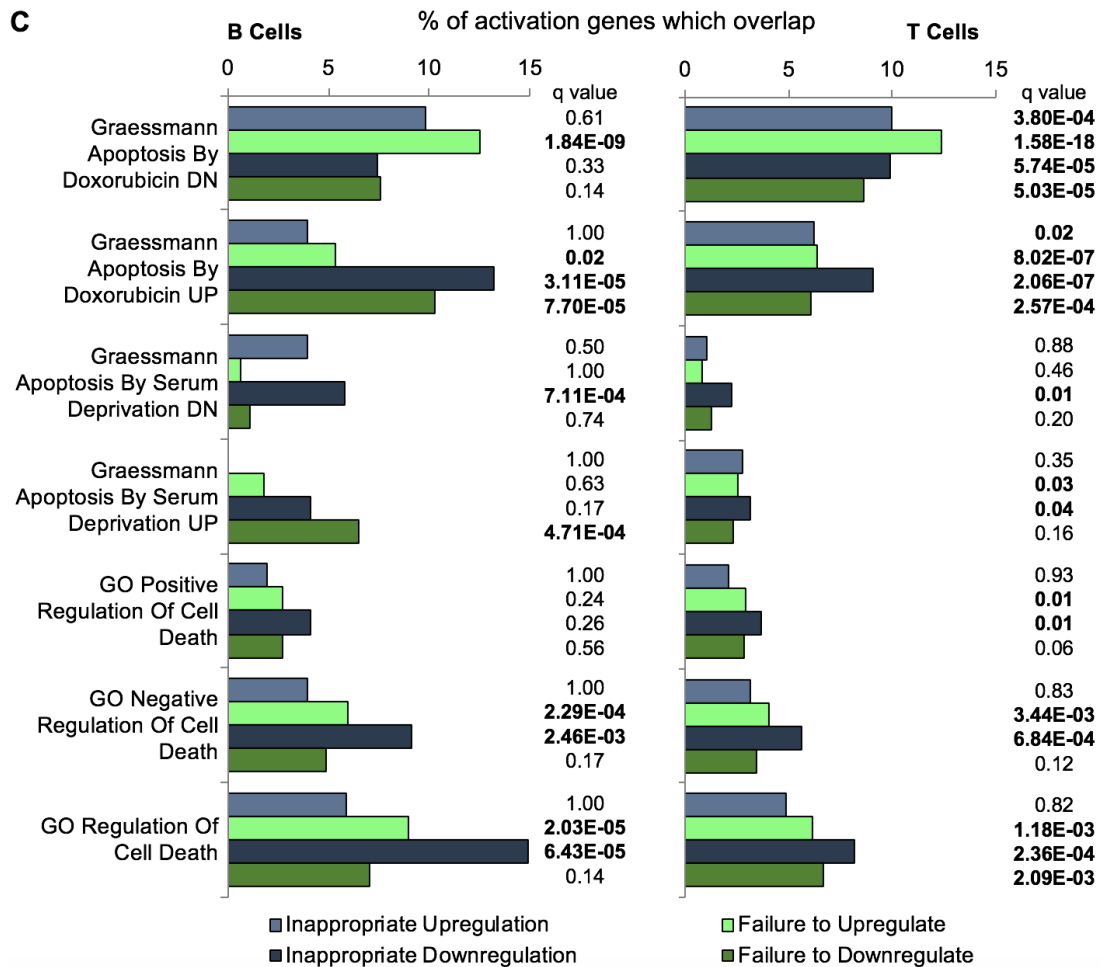 C
% of activation genes which overlap
B Cells
T Cells
0 5 10 15
0 5 10 15
q value
q value
Graessmann
Apoptosis By
Doxorubicin DN
0.61
1.84E-09
0.33
0.14
3.80E-04
1.58E-18
5.74E-05
5.03E-05
Graessmann
Apoptosis By
Doxorubicin UP
1.00
0.02
3.11E-05
7.70E-05
0.02
8.02E-07
2.06E-07
2.57E-04
Graessmann
Apoptosis By Serum
Deprivation DN
0.50
1.00
7.11E-04
0.74
0.88
0.46
0.01
0.20
Graessmann
Apoptosis By Serum
Deprivation UP
1.00
0.63
0.17
4.71E-04
0.35
0.03
0.04
0.16
GO Positive
Regulation Of Cell
Death
1.00
0.24
0.26
0.56
0.93
0.01
0.01
0.06
GO Negative
Regulation Of Cell
Death
1.00
2.29E-04
2.46E-03
0.17
0.83
3.44E-03
6.84E-04
0.12
GO Regulation Of
Cell Death
1.00
2.03E-05
6.43E-05
0.14
0.82
1.18E-03
2.36E-04
2.09E-03
Inappropriate Upregulation
Failure to Upregulate
Inappropriate Downregulation
Failure to Downregulate